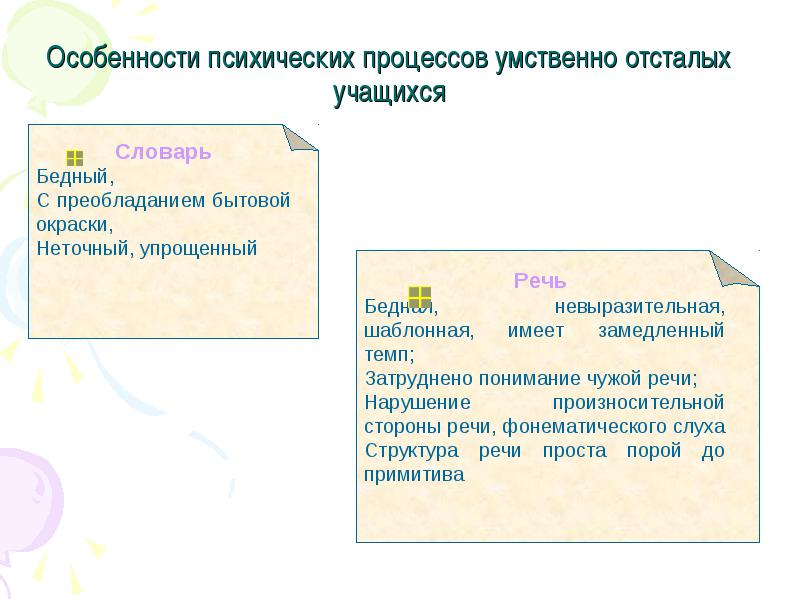 Особенности психических процессов умственно отсталых
учащихся
Словарь
Бедный,
С преобладанием бытовой
окраски,
Неточный, упрощенный
Речь
Бедная, невыразительная,
шаблонная, имеет замедленный
темп;
Затруднено понимание чужой речи;
Нарушение произносительной
стороны речи, фонематического слуха
Структура речи проста порой до
примитива